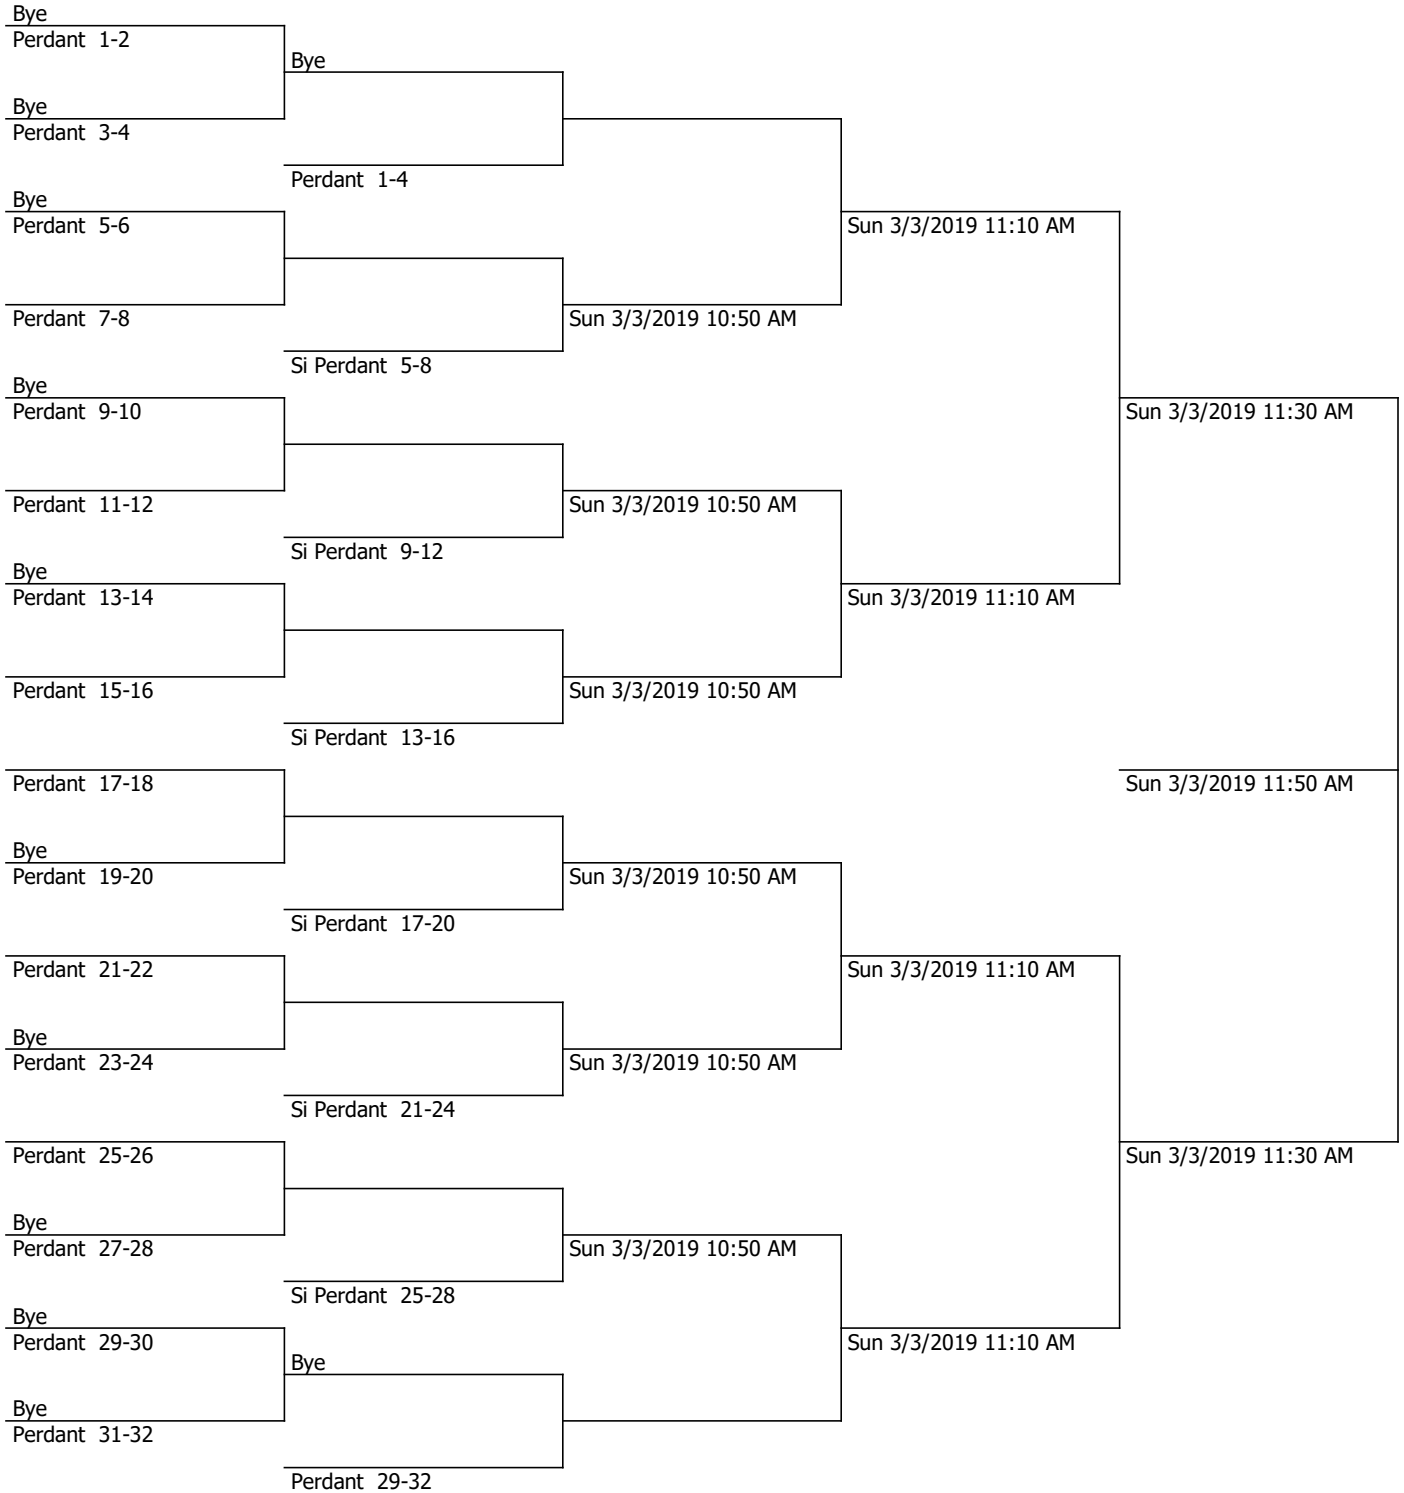 Bye
Perdant 1-2
Bye
Bye
Perdant 3-4
Perdant 1-4
Bye
Perdant 5-6
Sun 3/3/2019 11:10 AM
Perdant 7-8
Sun 3/3/2019 10:50 AM
Si Perdant 5-8
Bye
Perdant 9-10
Sun 3/3/2019 11:30 AM
Perdant 11-12
Sun 3/3/2019 10:50 AM
Si Perdant 9-12
Bye
Perdant 13-14
Sun 3/3/2019 11:10 AM
Perdant 15-16
Sun 3/3/2019 10:50 AM
Si Perdant 13-16
Perdant 17-18
Sun 3/3/2019 11:50 AM
Bye
Perdant 19-20
Sun 3/3/2019 10:50 AM
Si Perdant 17-20
Perdant 21-22
Sun 3/3/2019 11:10 AM
Bye
Perdant 23-24
Sun 3/3/2019 10:50 AM
Si Perdant 21-24
Perdant 25-26
Sun 3/3/2019 11:30 AM
Bye
Perdant 27-28
Sun 3/3/2019 10:50 AM
Si Perdant 25-28
Bye
Perdant 29-30
Sun 3/3/2019 11:10 AM
Bye
Bye
Perdant 31-32
Perdant 29-32